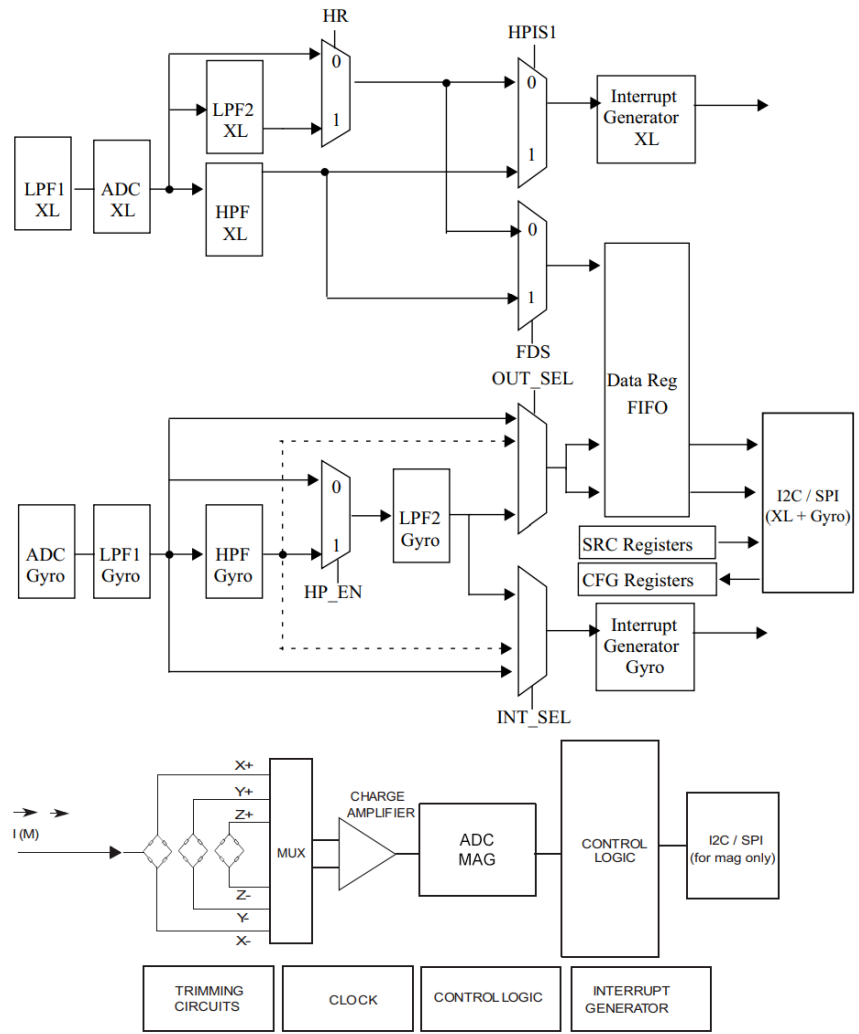 HR
HPIS1
0
LPF2
XL
1
0
1
Interrupt
Generator
XL
LPF1
XL
ADC
XL
HPF
XL
0
1
FDS
OUT_SEL
Data Reg
FIFO
0
1
HP_EN
LPF2
Gyro
I2C / SPI
(XL + Gyro)
ADC
Gyro
LPF1
Gyro
HPF
Gyro
SRC Registers
CFG Registers
Interrupt
Generator
Gyro
INT_SEL
X+
Y+
Z+
I (M)
MUX
Z-
Y-
X-
CHARGE
AMPLIFIER
ADC
MAG
CONTROL
LOGIC
I2C / SPI
(for mag only)
TRIMMING
CIRCUITS
CLOCK
CONTROL LOGIC
INTERRUPT
GENERATOR